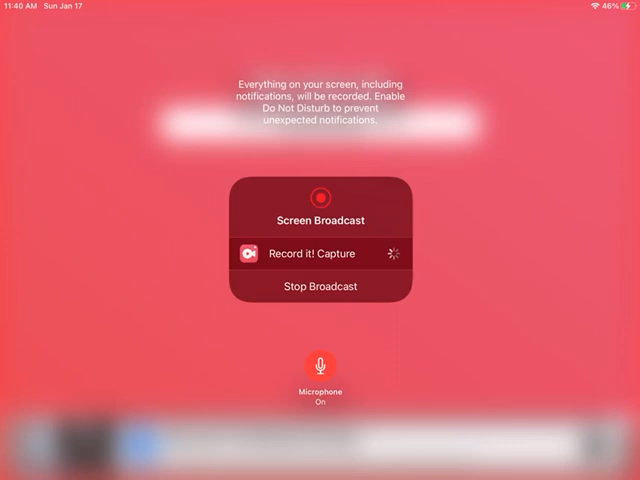 11:40 AM Sun Jan 17
46%
Everything on your screen, including
notifications, will be recorded. Enable
Do Not Disturb to prevent
unexpected notifications.
Screen Broadcast
Record it! Capture
Stop Broadcast
Microphone
On